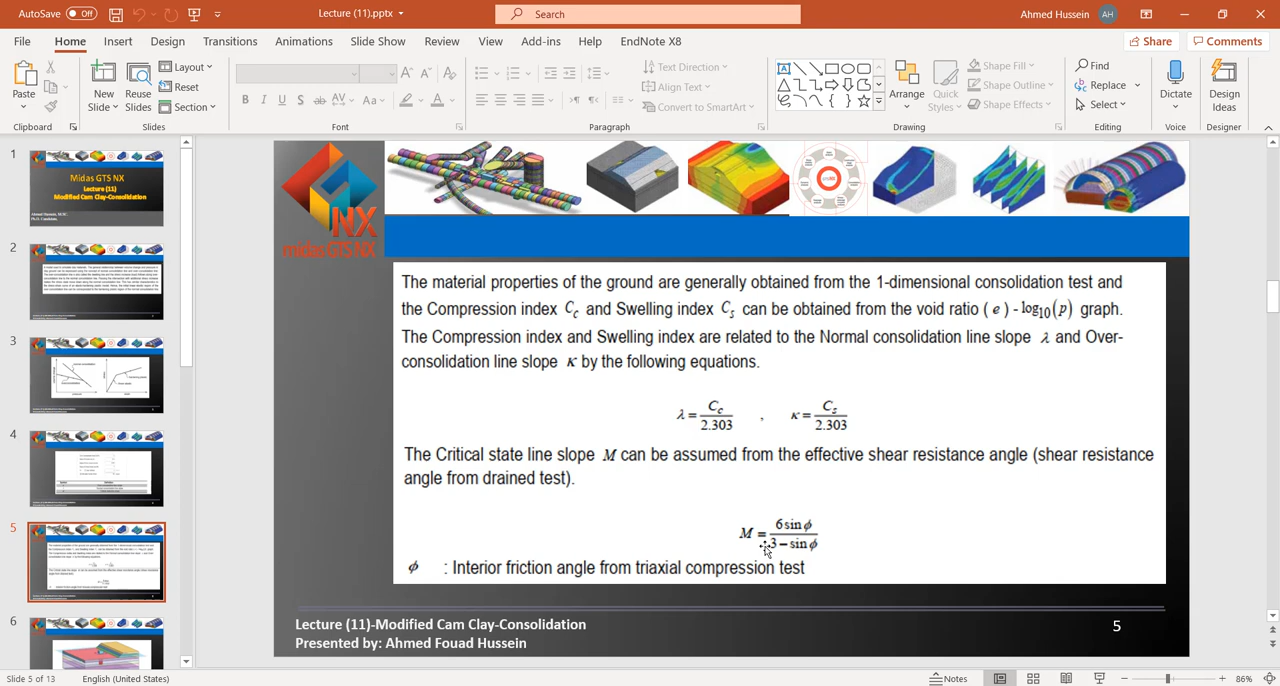 AutoSave Off
Lecture (11).pptx
Search
Ahmed Hussein AH
File Home Insert Design Transitions Animations Slide Show Review View Add-ins Help EndNote X8
Share Comments
Paste
New Slide
Reuse Slides
Layout
Reset
Section
B I U S ab AV Aa A
Text Direction
Align Text
Convert to SmartArt
Arrange
Quick Styles
Shape Fill
Shape Outline
Shape Effects
Find
Replace
Select
Dictate
Design Ideas
Clipboard Slides Font Paragraph Drawing Editing Voice Designer
1
Midas GTS NX
Lecture (11)
Modified Cam Clay-Consolidation
2
3
4
5
6
NX
midas GTS NX
The material properties of the ground are generally obtained from the 1-dimensional consolidation test and
the Compression index Cc and Swelling index Cs can be obtained from the void ratio ( e ) - log10(p) graph.
The Compression index and Swelling index are related to the Normal consolidation line slope λ and Over-
consolidation line slope κ by the following equations.
λ = Cc / 2.303 , κ = Cs / 2.303
The Critical state line slope M can be assumed from the effective shear resistance angle (shear resistance
angle from drained test).
M = 6 sin ϕ / 3 − sin ϕ
ϕ : Interior friction angle from triaxial compression test
Lecture (11)-Modified Cam Clay-Consolidation
Presented by: Ahmed Fouad Hussein
5
Slide 5 of 13 English (United States) Notes 86%